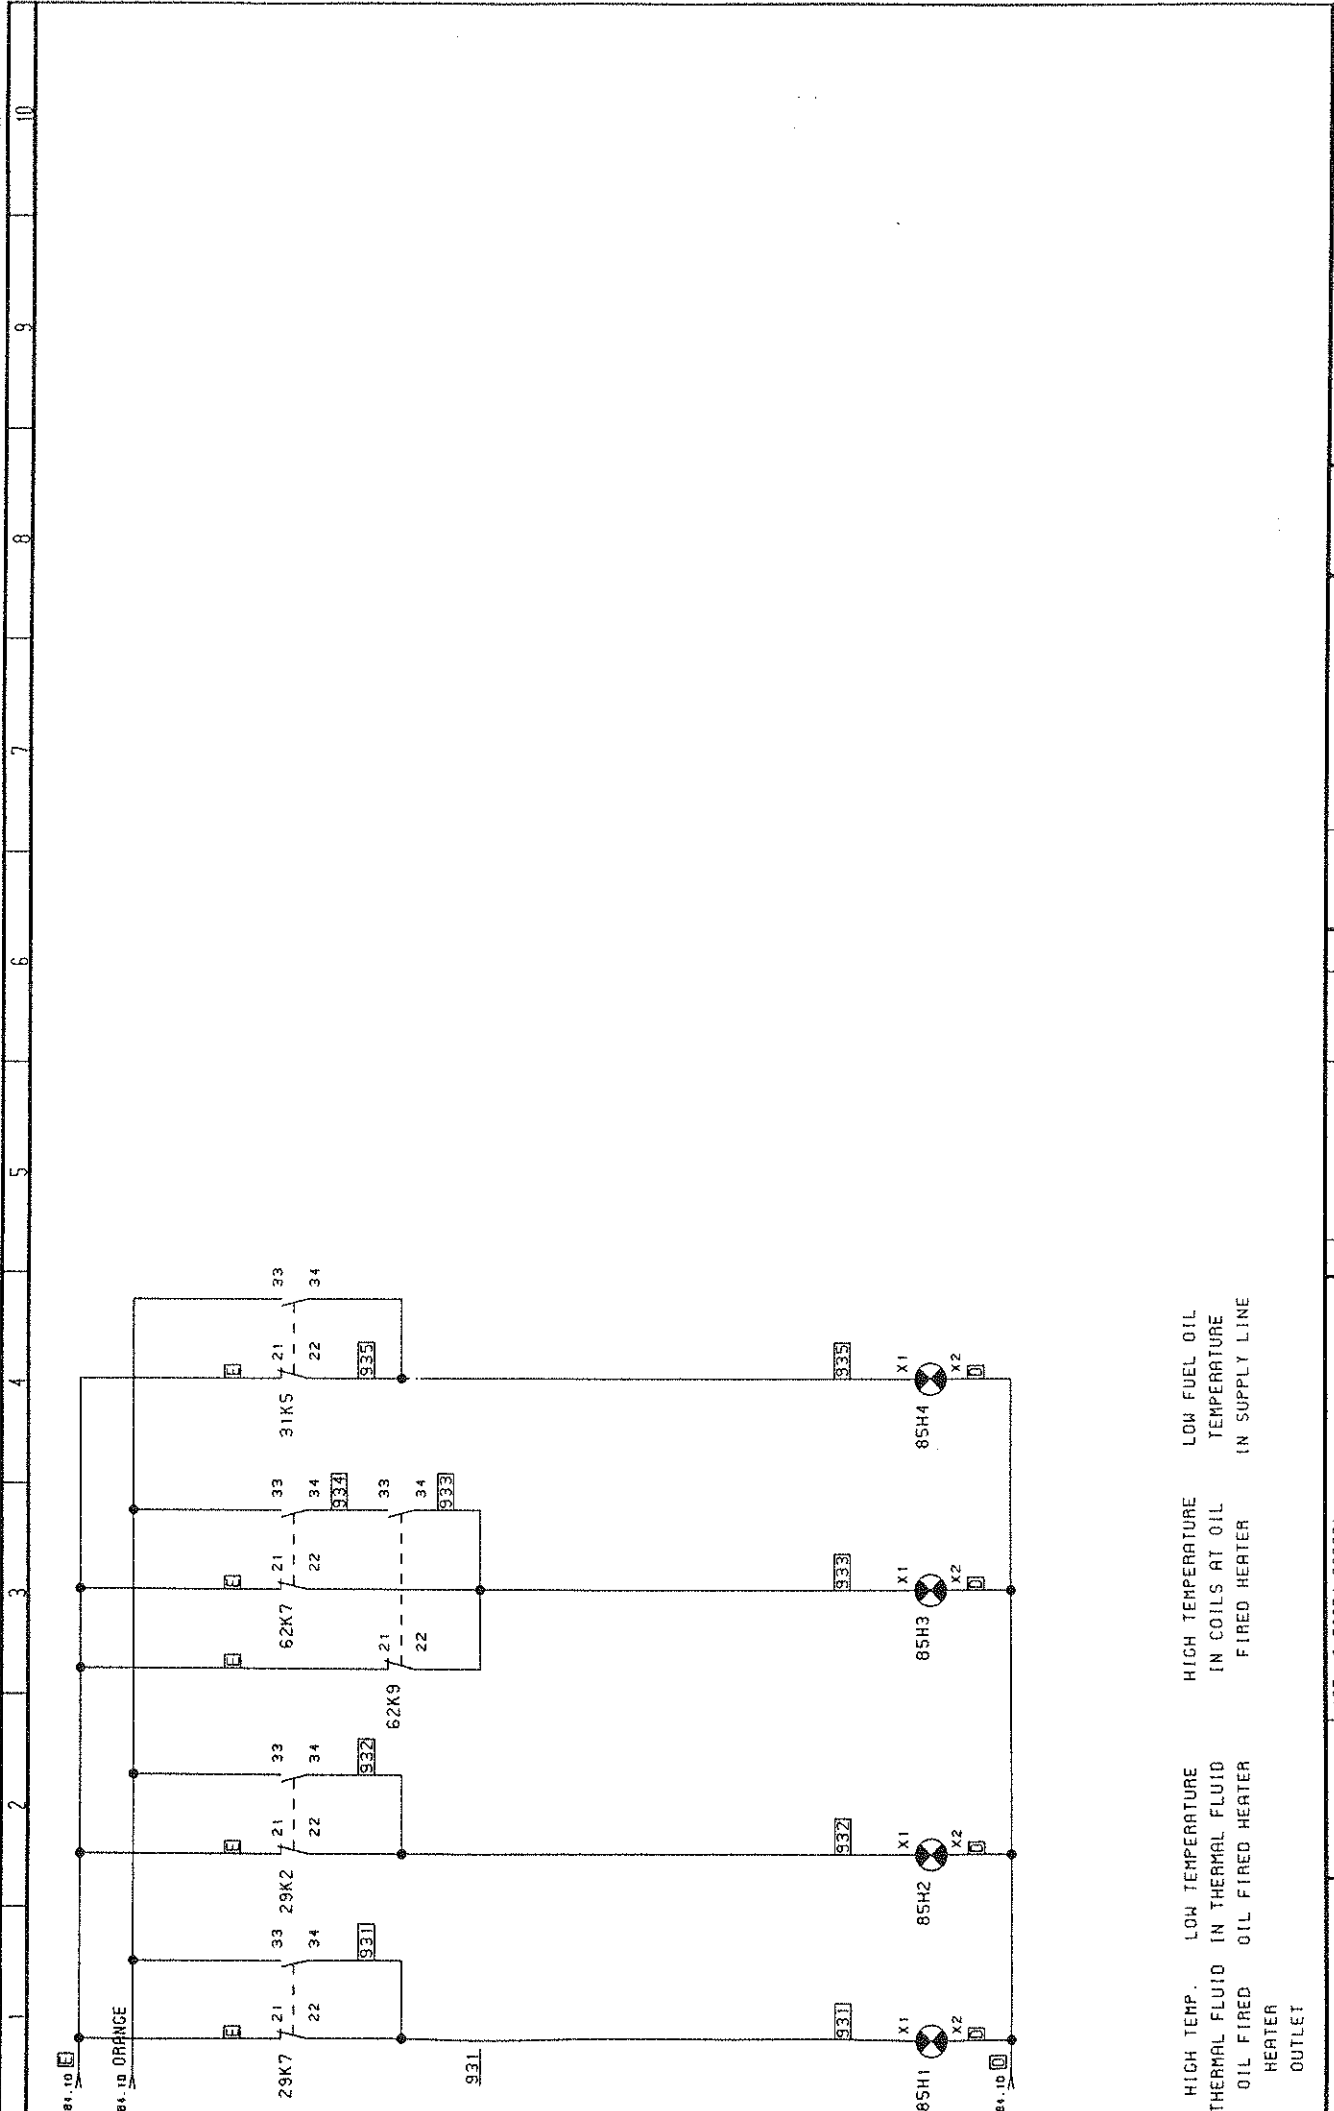 1 2 3 4 5 6 7 8 9 10
84.10 E
84.10 ORANGE
E
21
22
33
34
29K7
931
931
E
21
22
33
34
29K2
932
E
E
21
22
33
34
62K7
934
21
22
33
34
62K9
933
E
21
22
33
34
31K5
935
931
X1
X2
85H1
D
932
X1
X2
85H2
D
933
X1
X2
85H3
D
935
X1
X2
85H4
D
84.10 D
HIGH TEMP.
THERMAL FLUID
OIL FIRED
HEATER
OUTLET
LOW TEMPERATURE
IN THERMAL FLUID
OIL FIRED HEATER
HIGH TEMPERATURE
IN COILS AT OIL
FIRED HEATER
LOW FUEL OIL
TEMPERATURE
IN SUPPLY LINE